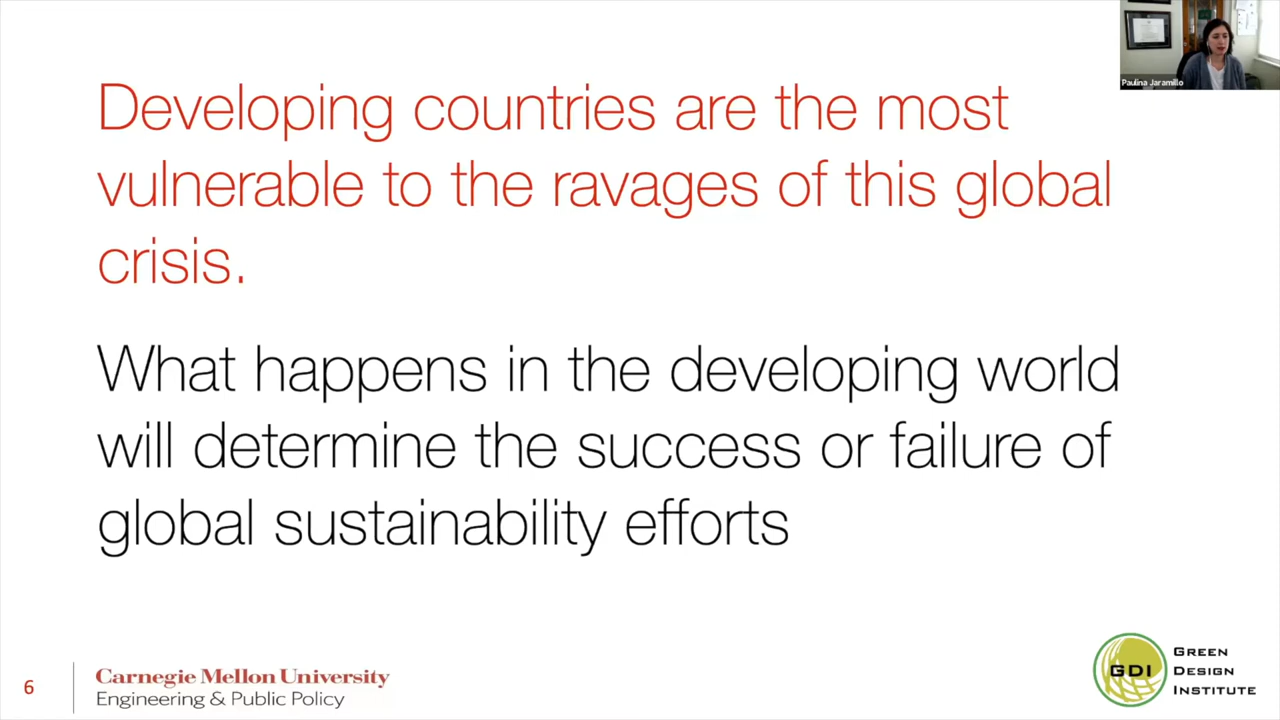 Paulina Jaramillo
Developing countries are the most
vulnerable to the ravages of this global
crisis.
What happens in the developing world
will determine the success or failure of
global sustainability efforts
6
Carnegie Mellon University
Engineering & Public Policy
GDI
GREEN
DESIGN
INSTITUTE